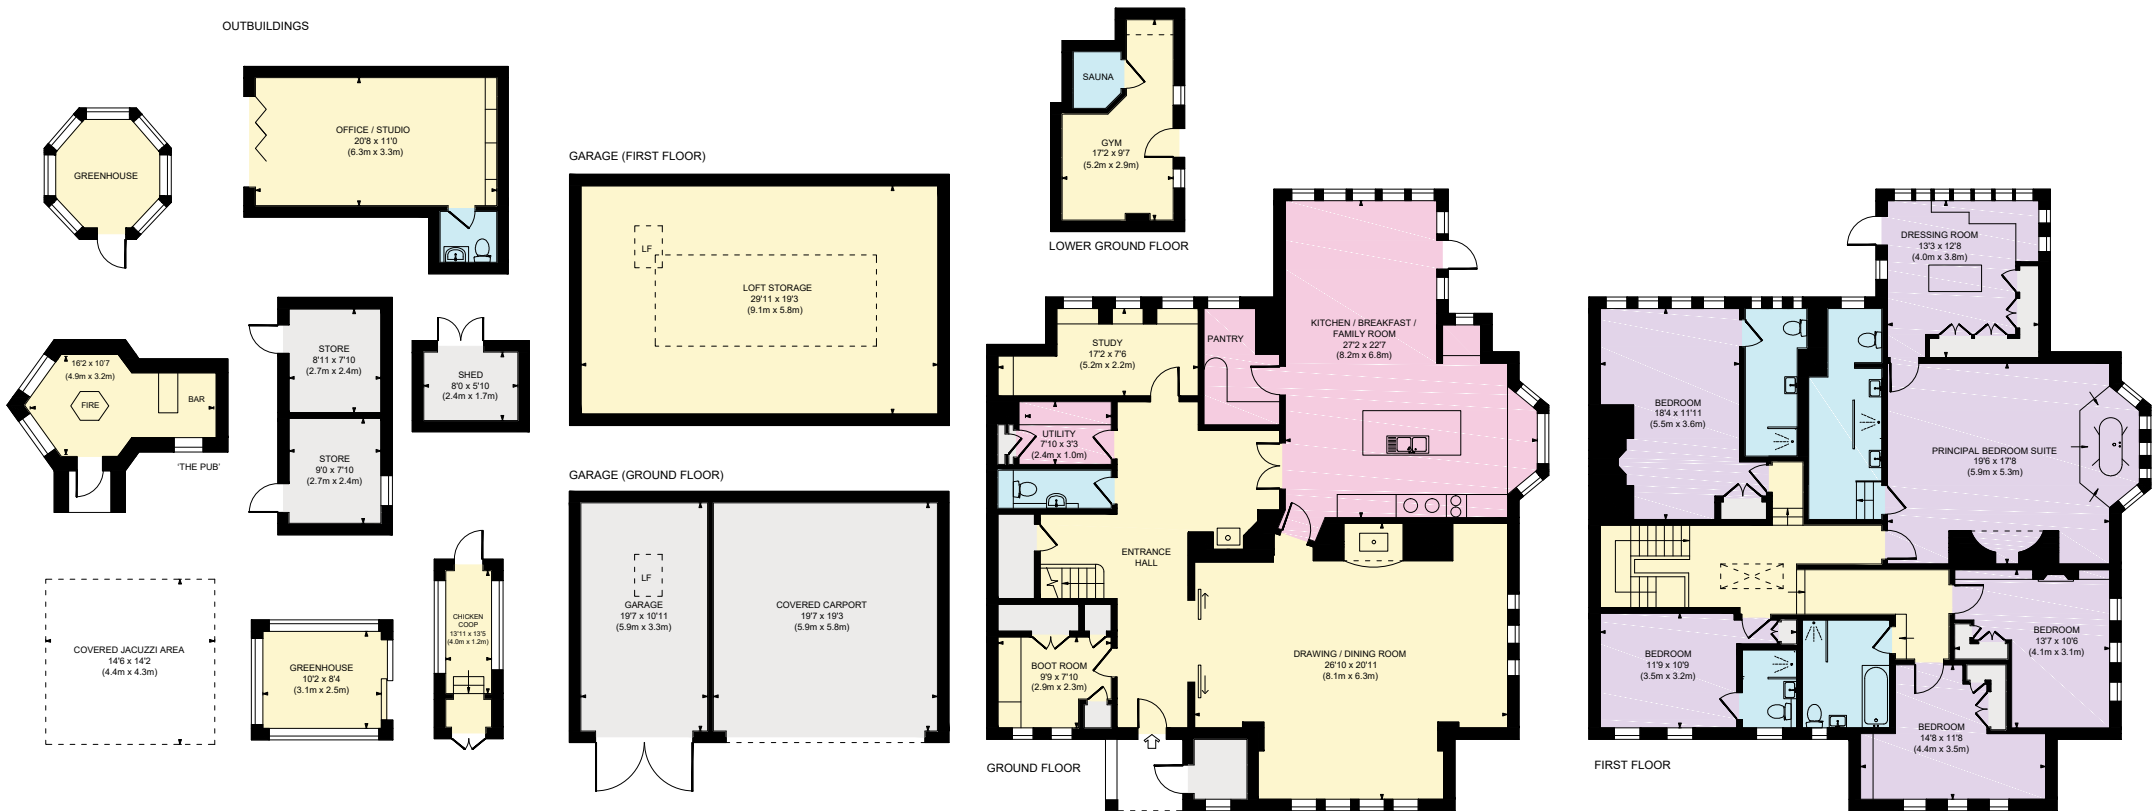 OUTBUILDINGS
GREENHOUSE
OFFICE / STUDIO
20'8 x 11'0
(6.3m x 3.3m)
16'2 x 10'7
(4.9m x 3.2m)
FIRE
BAR
'THE PUB'
STORE
8'11 x 7'10
(2.7m x 2.4m)
STORE
9'0 x 7'10
(2.7m x 2.4m)
SHED
8'0 x 5'10
(2.4m x 1.7m)
COVERED JACUZZI AREA
14'6 x 14'2
(4.4m x 4.3m)
GREENHOUSE
10'2 x 8'4
(3.1m x 2.5m)
CHICKEN
COOP
13'11 x 13'5
(4.0m x 1.2m)
GARAGE (FIRST FLOOR)
LF
LOFT STORAGE
29'11 x 19'3
(9.1m x 5.8m)
GARAGE (GROUND FLOOR)
LF
GARAGE
19'7 x 10'11
(5.9m x 3.3m)
COVERED CARPORT
19'7 x 19'3
(5.9m x 5.8m)
SAUNA
GYM
17'2 x 9'7
(5.2m x 2.9m)
LOWER GROUND FLOOR
STUDY
17'2 x 7'6
(5.2m x 2.2m)
PANTRY
KITCHEN / BREAKFAST /
FAMILY ROOM
27'2 x 22'7
(8.2m x 6.8m)
UTILITY
7'10 x 3'3
(2.4m x 1.0m)
ENTRANCE
HALL
BOOT ROOM
9'9 x 7'10
(2.9m x 2.3m)
DRAWING / DINING ROOM
26'10 x 20'11
(8.1m x 6.3m)
GROUND FLOOR
DRESSING ROOM
13'3 x 12'8
(4.0m x 3.8m)
BEDROOM
18'4 x 11'11
(5.5m x 3.6m)
PRINCIPAL BEDROOM SUITE
19'6 x 17'8
(5.9m x 5.3m)
BEDROOM
11'9 x 10'9
(3.5m x 3.2m)
BEDROOM
13'7 x 10'6
(4.1m x 3.1m)
BEDROOM
14'8 x 11'8
(4.4m x 3.5m)
FIRST FLOOR